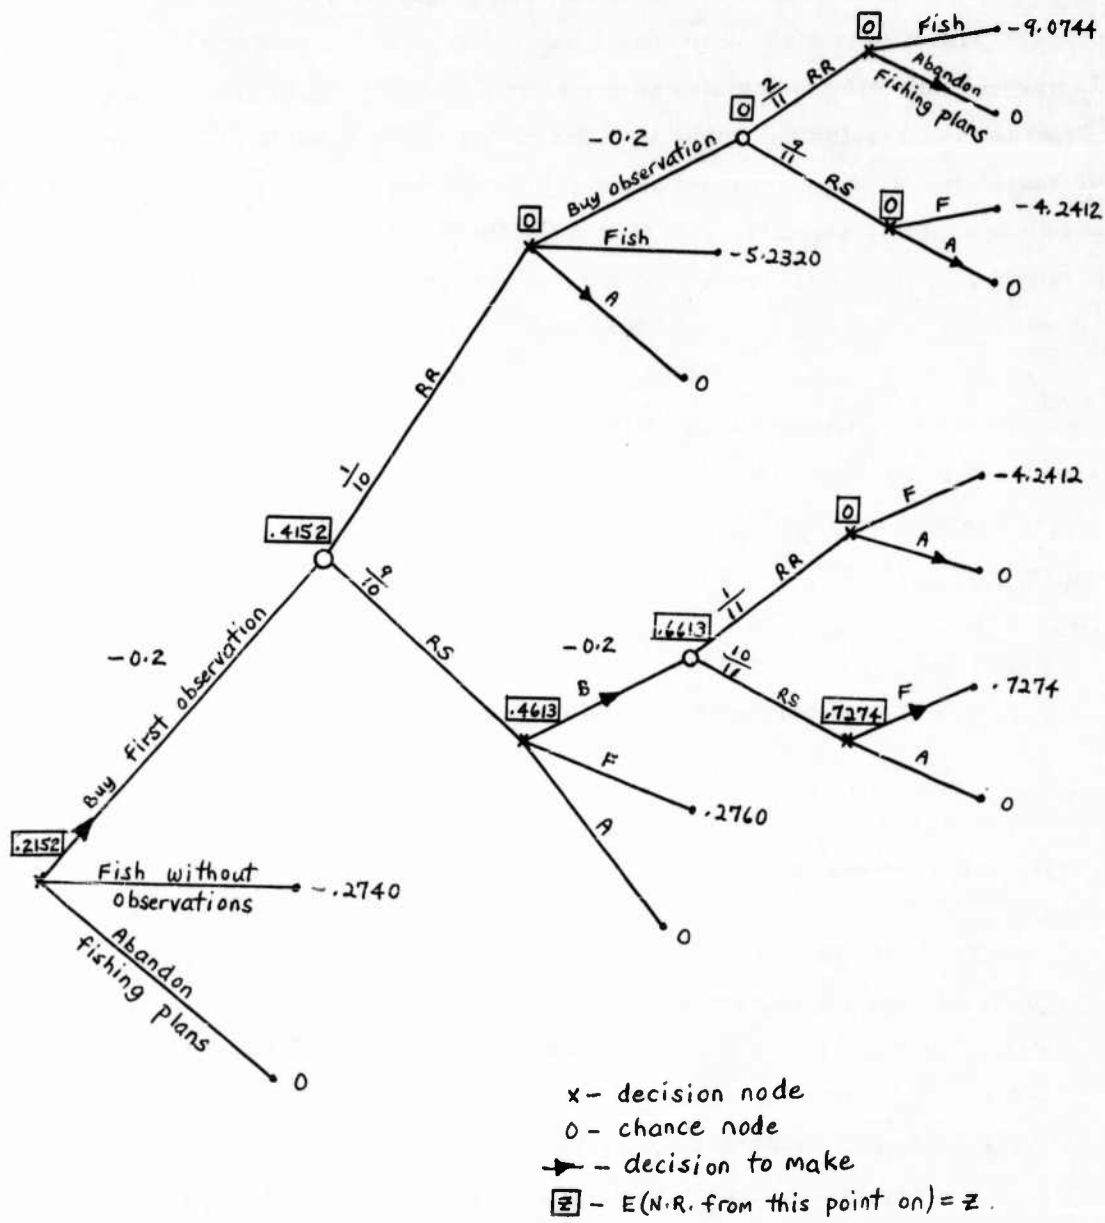 0
Fish
-9.0744
Abandon
Fishing plans
0
2/11
RR
0
-0.2
Buy observation
9/11
RS
0
F
-4.2412
A
0
0
Fish
-5.2320
A
0
RR
1/10
.4152
9/10
RS
-0.2
Buy first observation
.4613
-0.2
B
.6613
1/11
RR
0
F
-4.2412
A
0
10/11
RS
.7274
F
.7274
A
0
F
.2760
A
0
.2152
Fish without
observations
-.2740
Abandon
fishing plans
0
x - decision node
O - chance node
- decision to make
Z - E(N.R. from this point on) = Z.